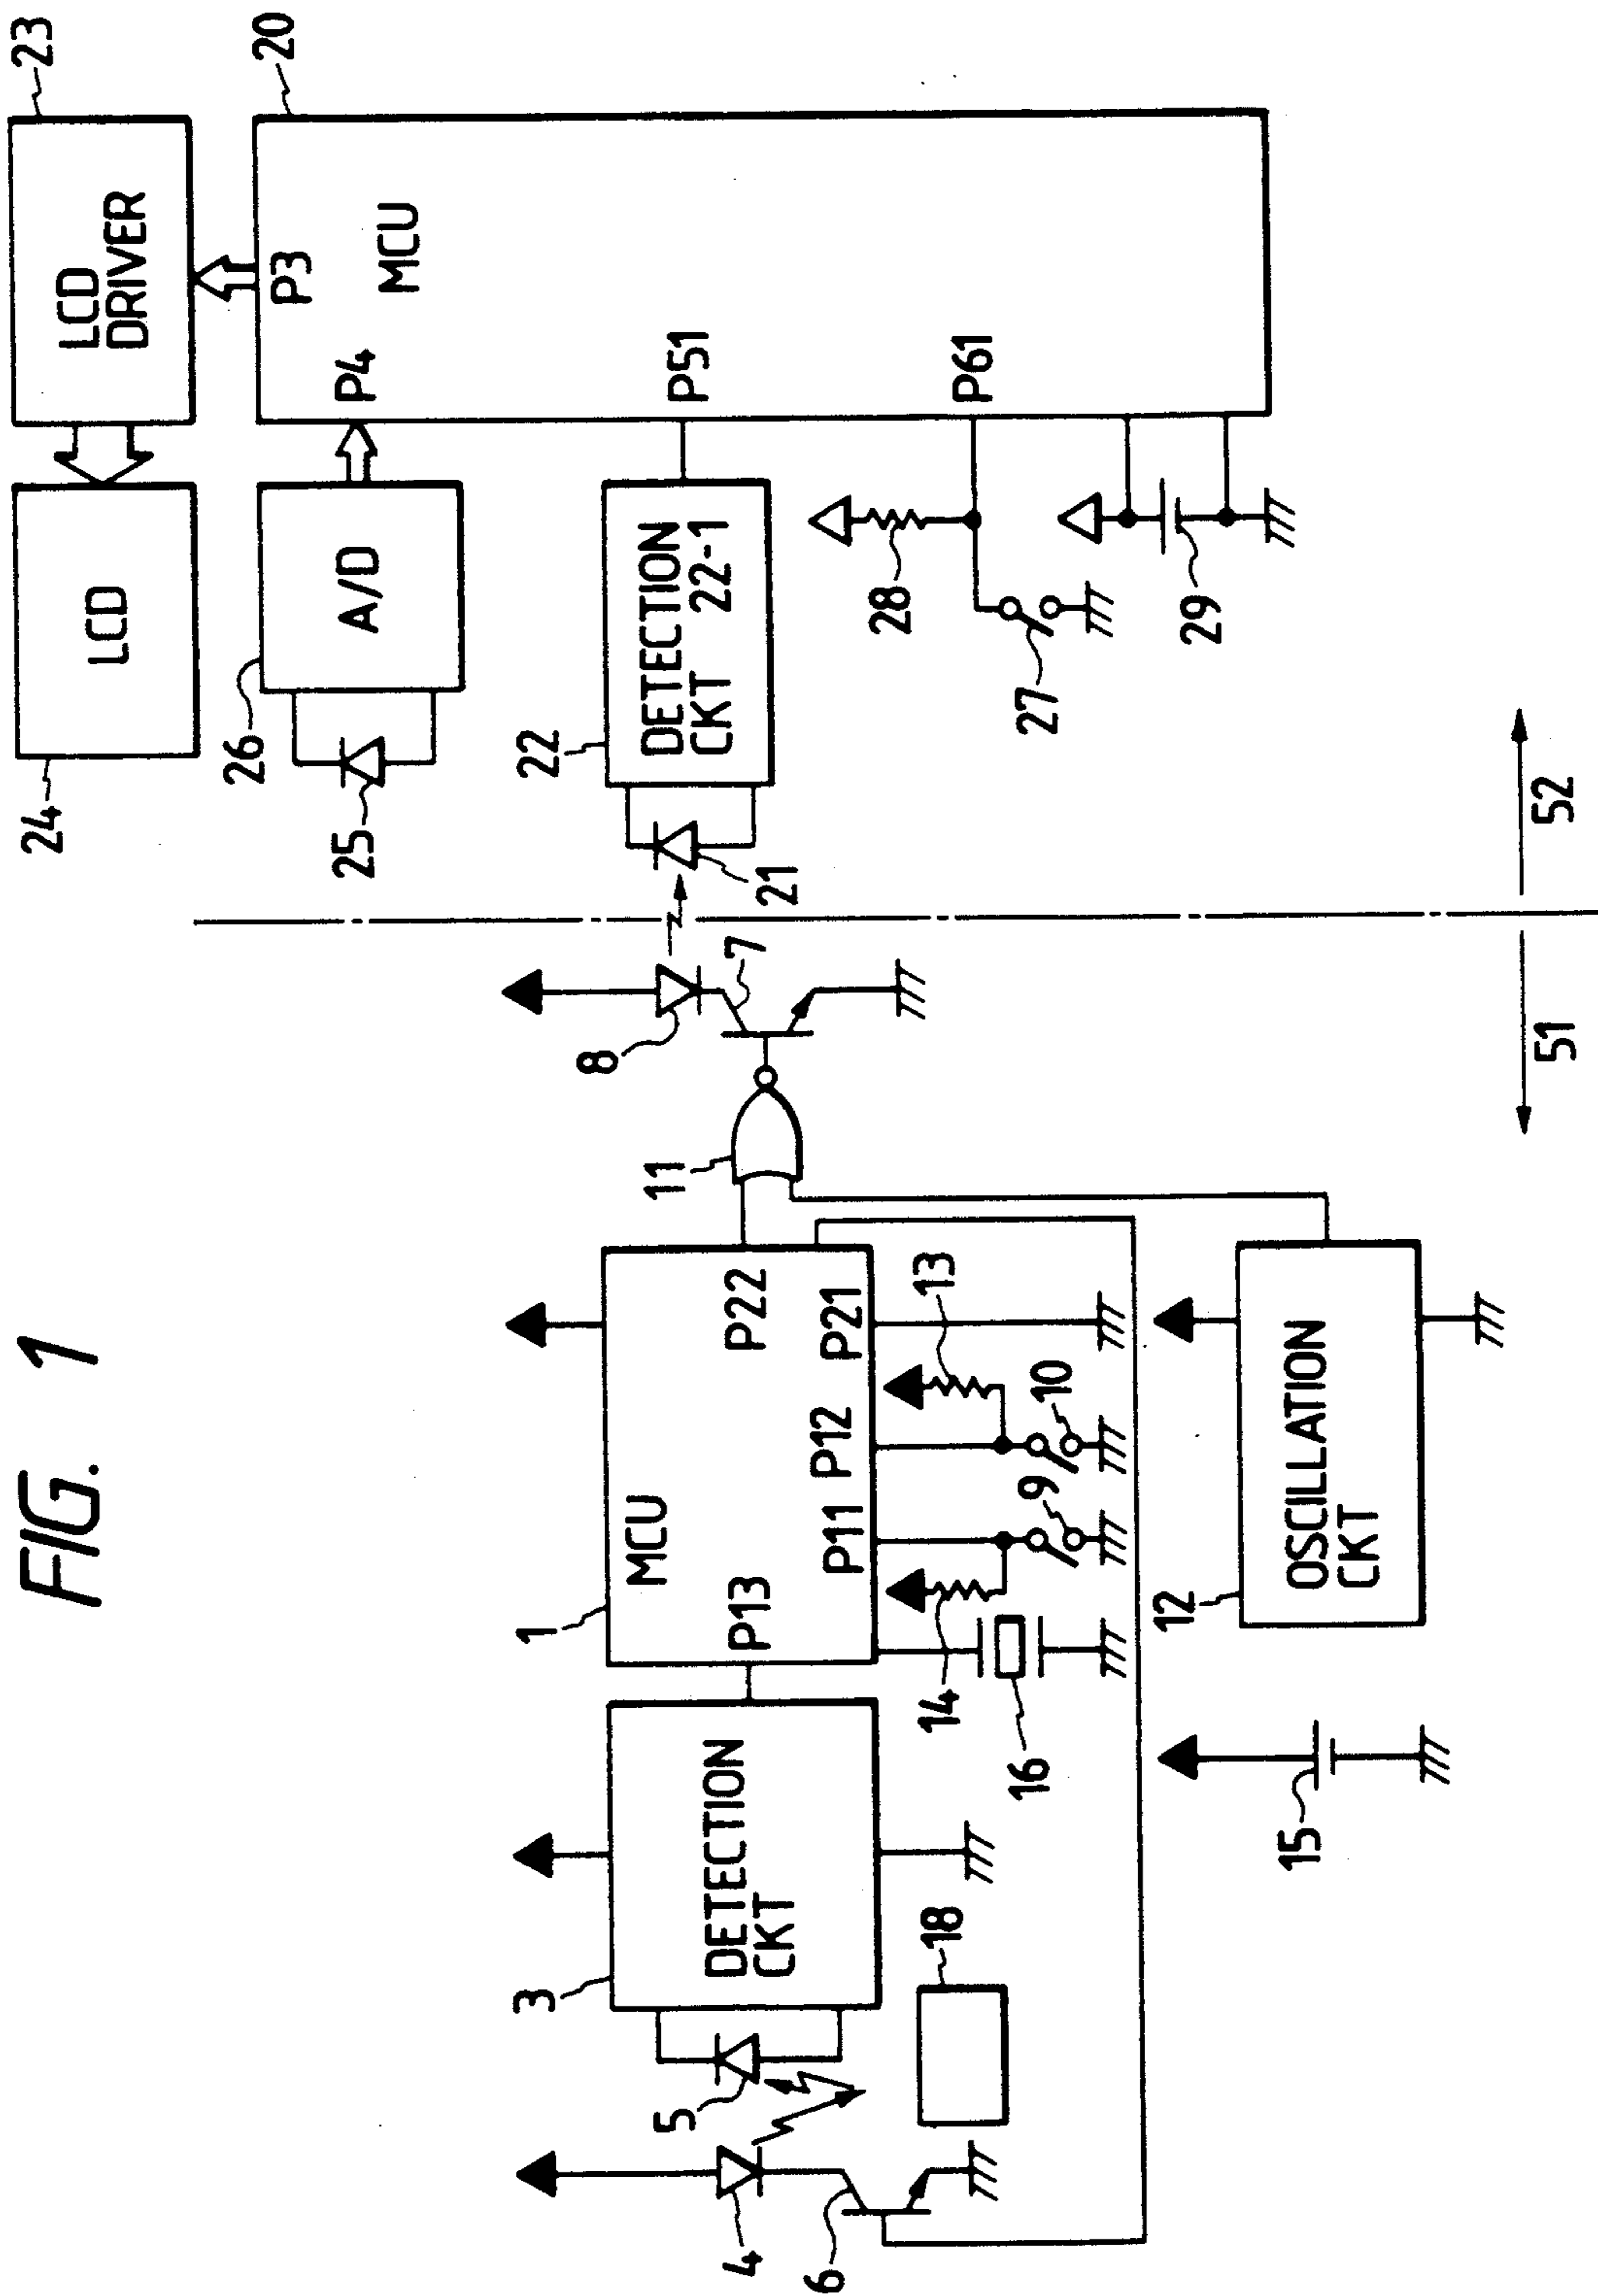 FIG. 1
23
20
LCD
DRIVER
P3
MCU
LCD
24
P4
A/D
26
25
P51
DETECTION
CKT 22-1
22
21
P61
28
27
29
52
51
8
7
11
1
MCU
P22
P13
P11
P12
P21
13
10
9
14
16
3
DETECTION
CKT
5
4
6
18
12
OSCILLATION
CKT
15